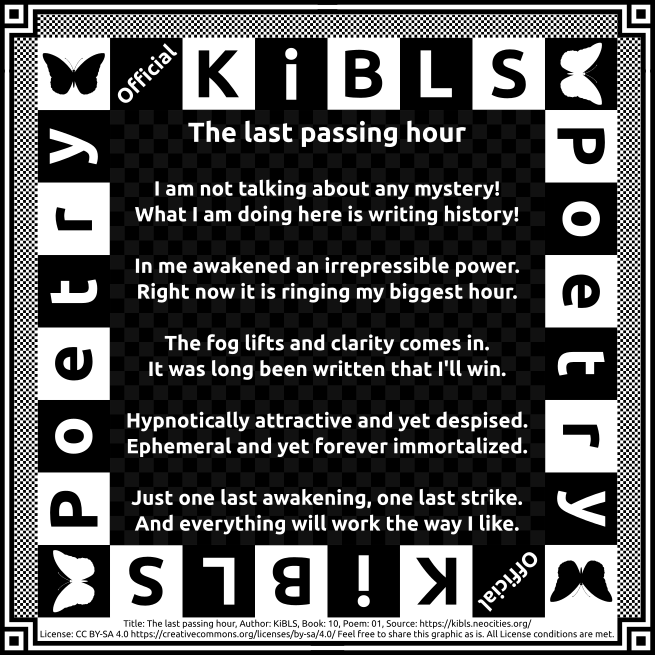 Official KiBLS
Poetry
Poetry
The last passing hour
I am not talking about any mystery!
What I am doing here is writing history!
In me awakened an irrepressible power.
Right now it is ringing my biggest hour.
The fog lifts and clarity comes in.
It was long been written that I'll win.
Hypnotically attractive and yet despised.
Ephemeral and yet forever immortalized.
Just one last awakening, one last strike.
And everything will work the way I like.
Official KiBLS
Title: The last passing hour, Author: KiBLS, Book: 10, Poem: 01, Source: https://kibls.neocities.org/
License: CC BY-SA 4.0 https://creativecommons.org/licenses/by-sa/4.0/ Feel free to share this graphic as is. All License conditions are met.